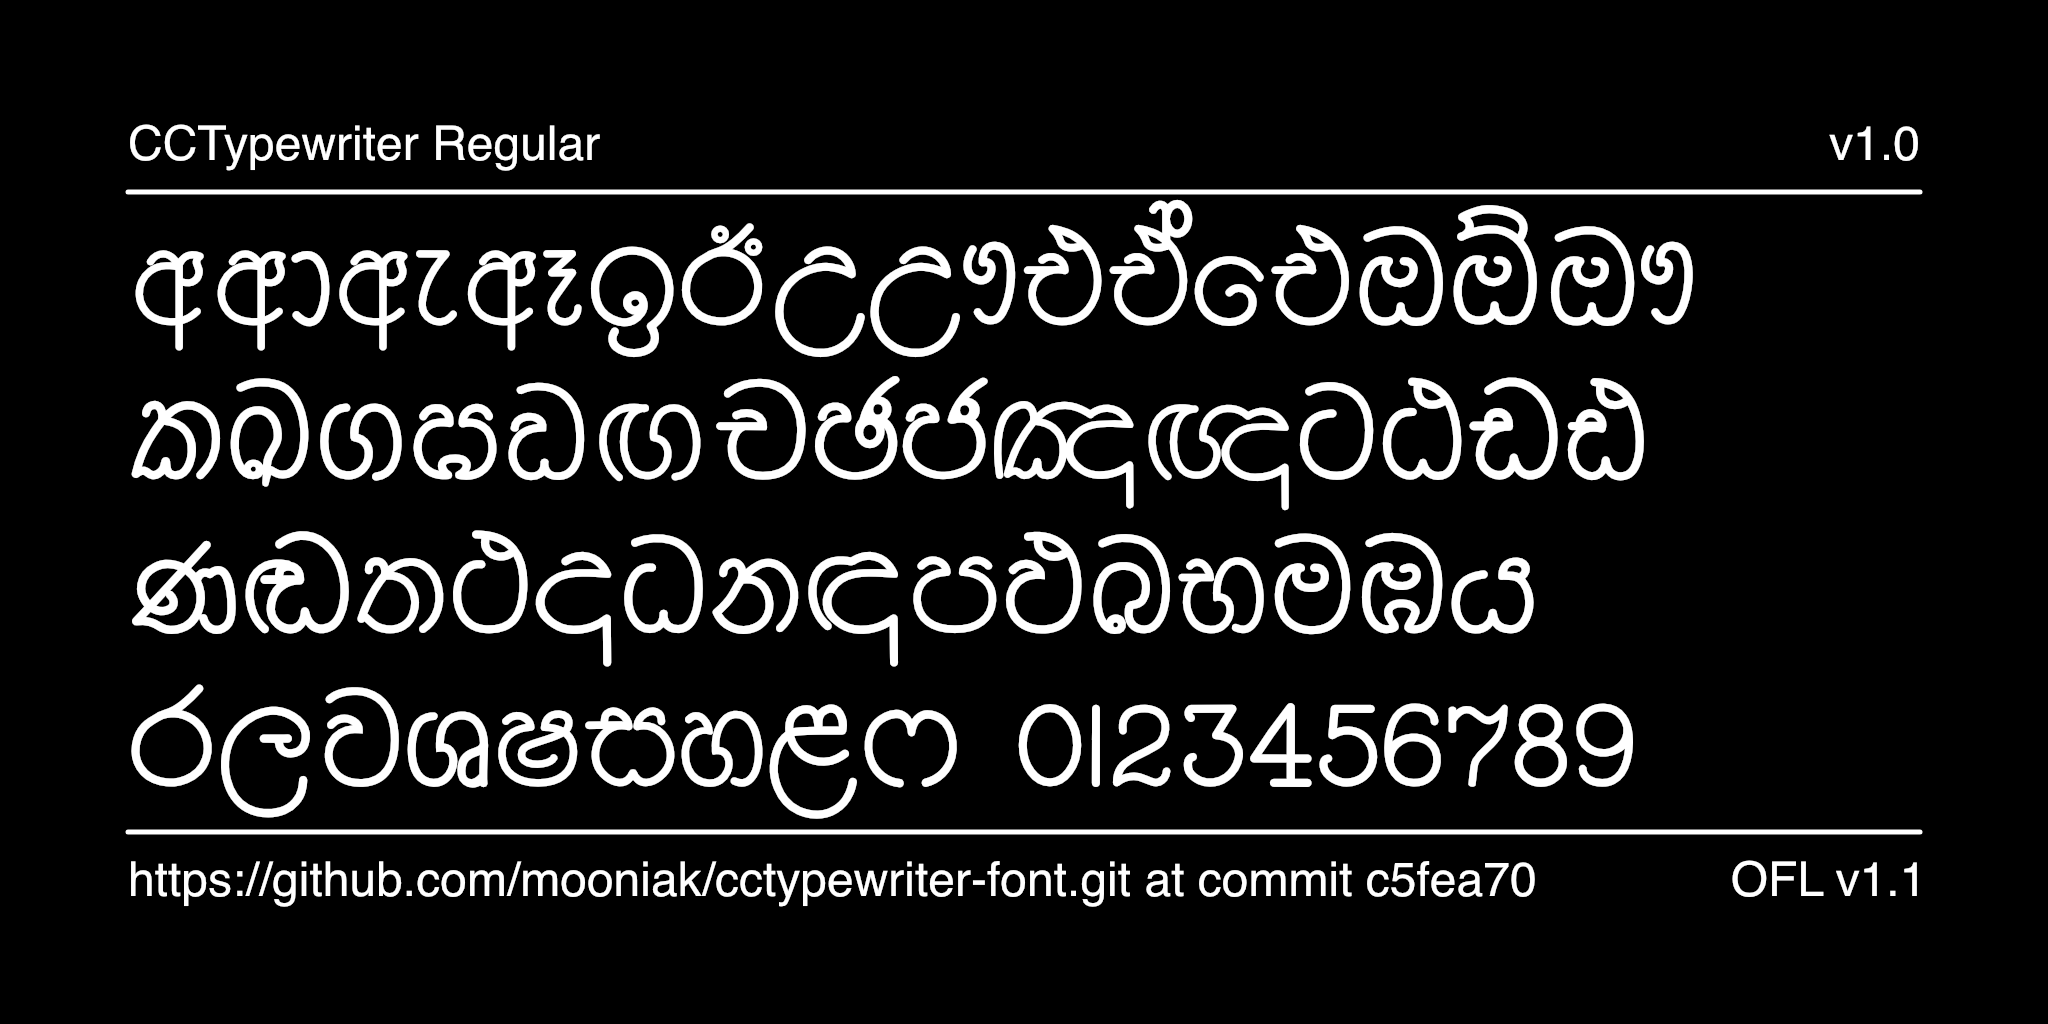 CCTypewriter Regular
v1.0
අආඇඈඉඊඋඌඑඒඓඔඕඖ
කඛගඝඞඟචඡජඤඥටඨඩඪ
ණඬතථදධනඳපඵබභමඹය
රලවශෂසහළෆ 0123456789
https://github.com/mooniak/cctypewriter-font.git at commit c5fea70
OFL v1.1